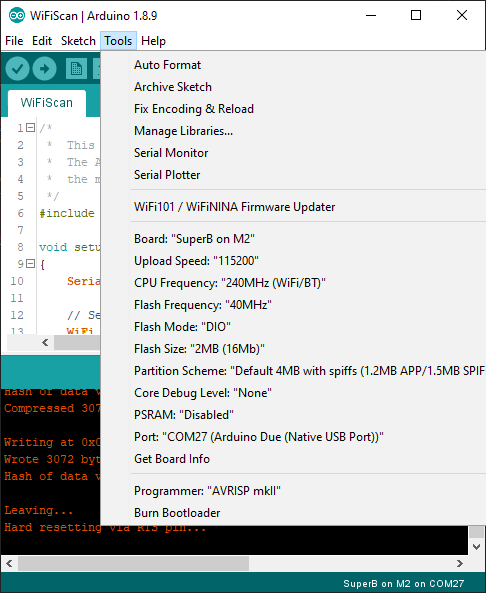 WiFiScan | Arduino 1.8.9
File Edit Sketch Tools Help
WiFiScan
Auto Format
Archive Sketch
Fix Encoding & Reload
Manage Libraries...
Serial Monitor
Serial Plotter
WiFi101 / WiFiNINA Firmware Updater
Board: "SuperB on M2"
Upload Speed: "115200"
CPU Frequency: "240MHz (WiFi/BT)"
Flash Frequency: "40MHz"
Flash Mode: "DIO"
Flash Size: "2MB (16Mb)"
Partition Scheme: "Default 4MB with spiffs (1.2MB APP/1.5MB SPIF
Core Debug Level: "None"
PSRAM: "Disabled"
Port: "COM27 (Arduino Due (Native USB Port))"
Get Board Info
Programmer: "AVRISP mkII"
Burn Bootloader
1 /*
2 * This
3 * The A
4 * the m
5 */
6 #include
7
8 void setu
9 {
10 Seria
11
12 // Se
13 WiFi
Hash of data v
Compressed 307
Writing at 0x0
Wrote 3072 byt
Hash of data v
Leaving...
Hard resetting via RTS pin...
SuperB on M2 on COM27